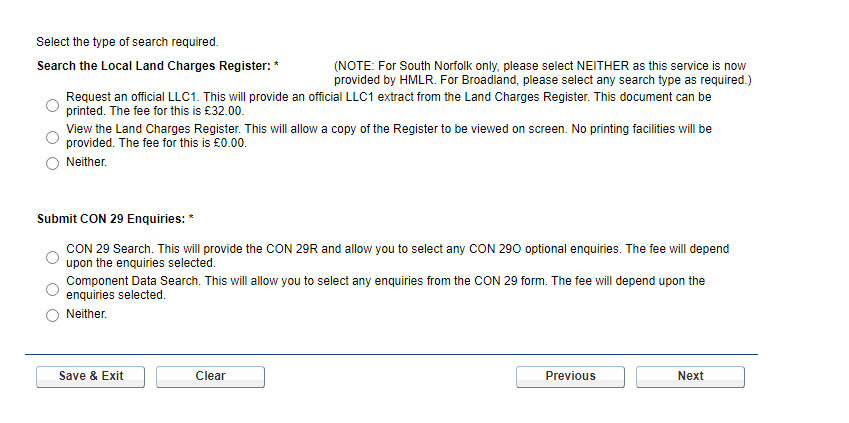 Select the type of search required.
Search the Local Land Charges Register: *
(NOTE: For South Norfolk only, please select NEITHER as this service is now
provided by HMLR. For Broadland, please select any search type as required.)
Request an official LLC1. This will provide an official LLC1 extract from the Land Charges Register. This document can be
printed. The fee for this is £32.00.
View the Land Charges Register. This will allow a copy of the Register to be viewed on screen. No printing facilities will be
provided. The fee for this is £0.00.
Neither.
Submit CON 29 Enquiries: *
CON 29 Search. This will provide the CON 29R and allow you to select any CON 29O optional enquiries. The fee will depend
upon the enquiries selected.
Component Data Search. This will allow you to select any enquiries from the CON 29 form. The fee will depend upon the
enquiries selected.
Neither.
Save & Exit Clear Previous Next